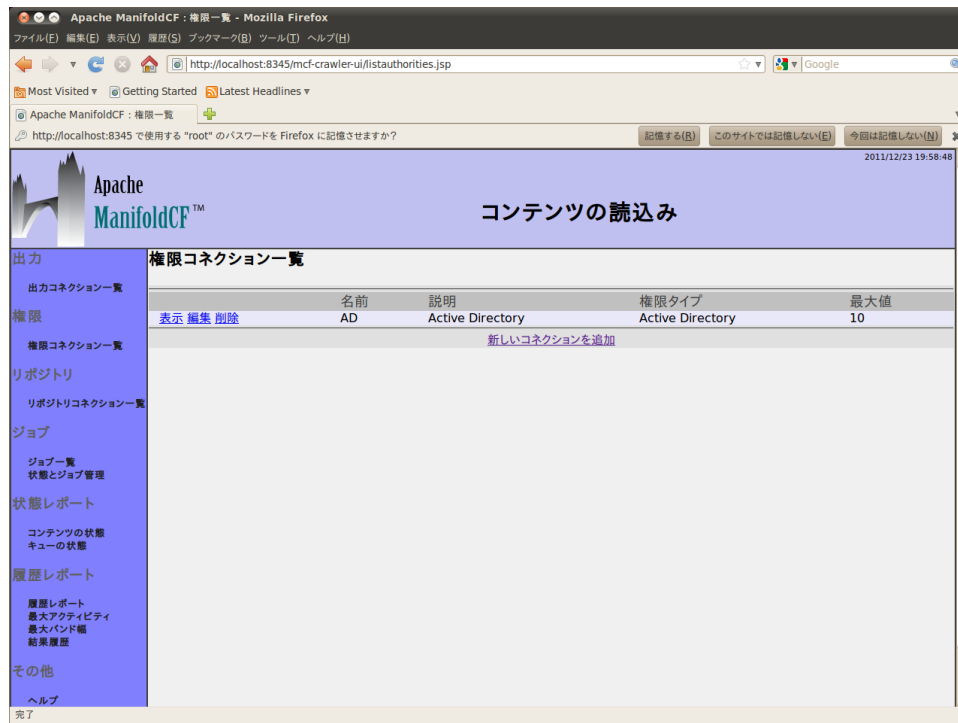 Apache ManifoldCF : 権限一覧 - Mozilla Firefox
ファイル(F) 編集(E) 表示(V) 履歴(S) ブックマーク(B) ツール(T) ヘルプ(H)
http://localhost:8345/mcf-crawler-ui/listauthorities.jsp
Google
Most Visited Getting Started Latest Headlines
Apache ManifoldCF : 権限一覧
http://localhost:8345 で使用する "root" のパスワードを Firefox に記憶させますか?
記憶する(R) このサイトでは記憶しない(E) 今回は記憶しない(N)
2011/12/23 19:58:48
Apache
ManifoldCF™
コンテンツの読込み
出力
出力コネクション一覧
権限
権限コネクション一覧
リポジトリ
リポジトリコネクション一覧
ジョブ
ジョブ一覧
状態とジョブ管理
状態レポート
コンテンツの状態
キューの状態
履歴レポート
履歴レポート
最大アクティビティ
最大バンド幅
結果履歴
その他
ヘルプ
権限コネクション一覧
名前 説明 権限タイプ 最大値
表示 編集 削除 AD Active Directory Active Directory 10
新しいコネクションを追加
完了